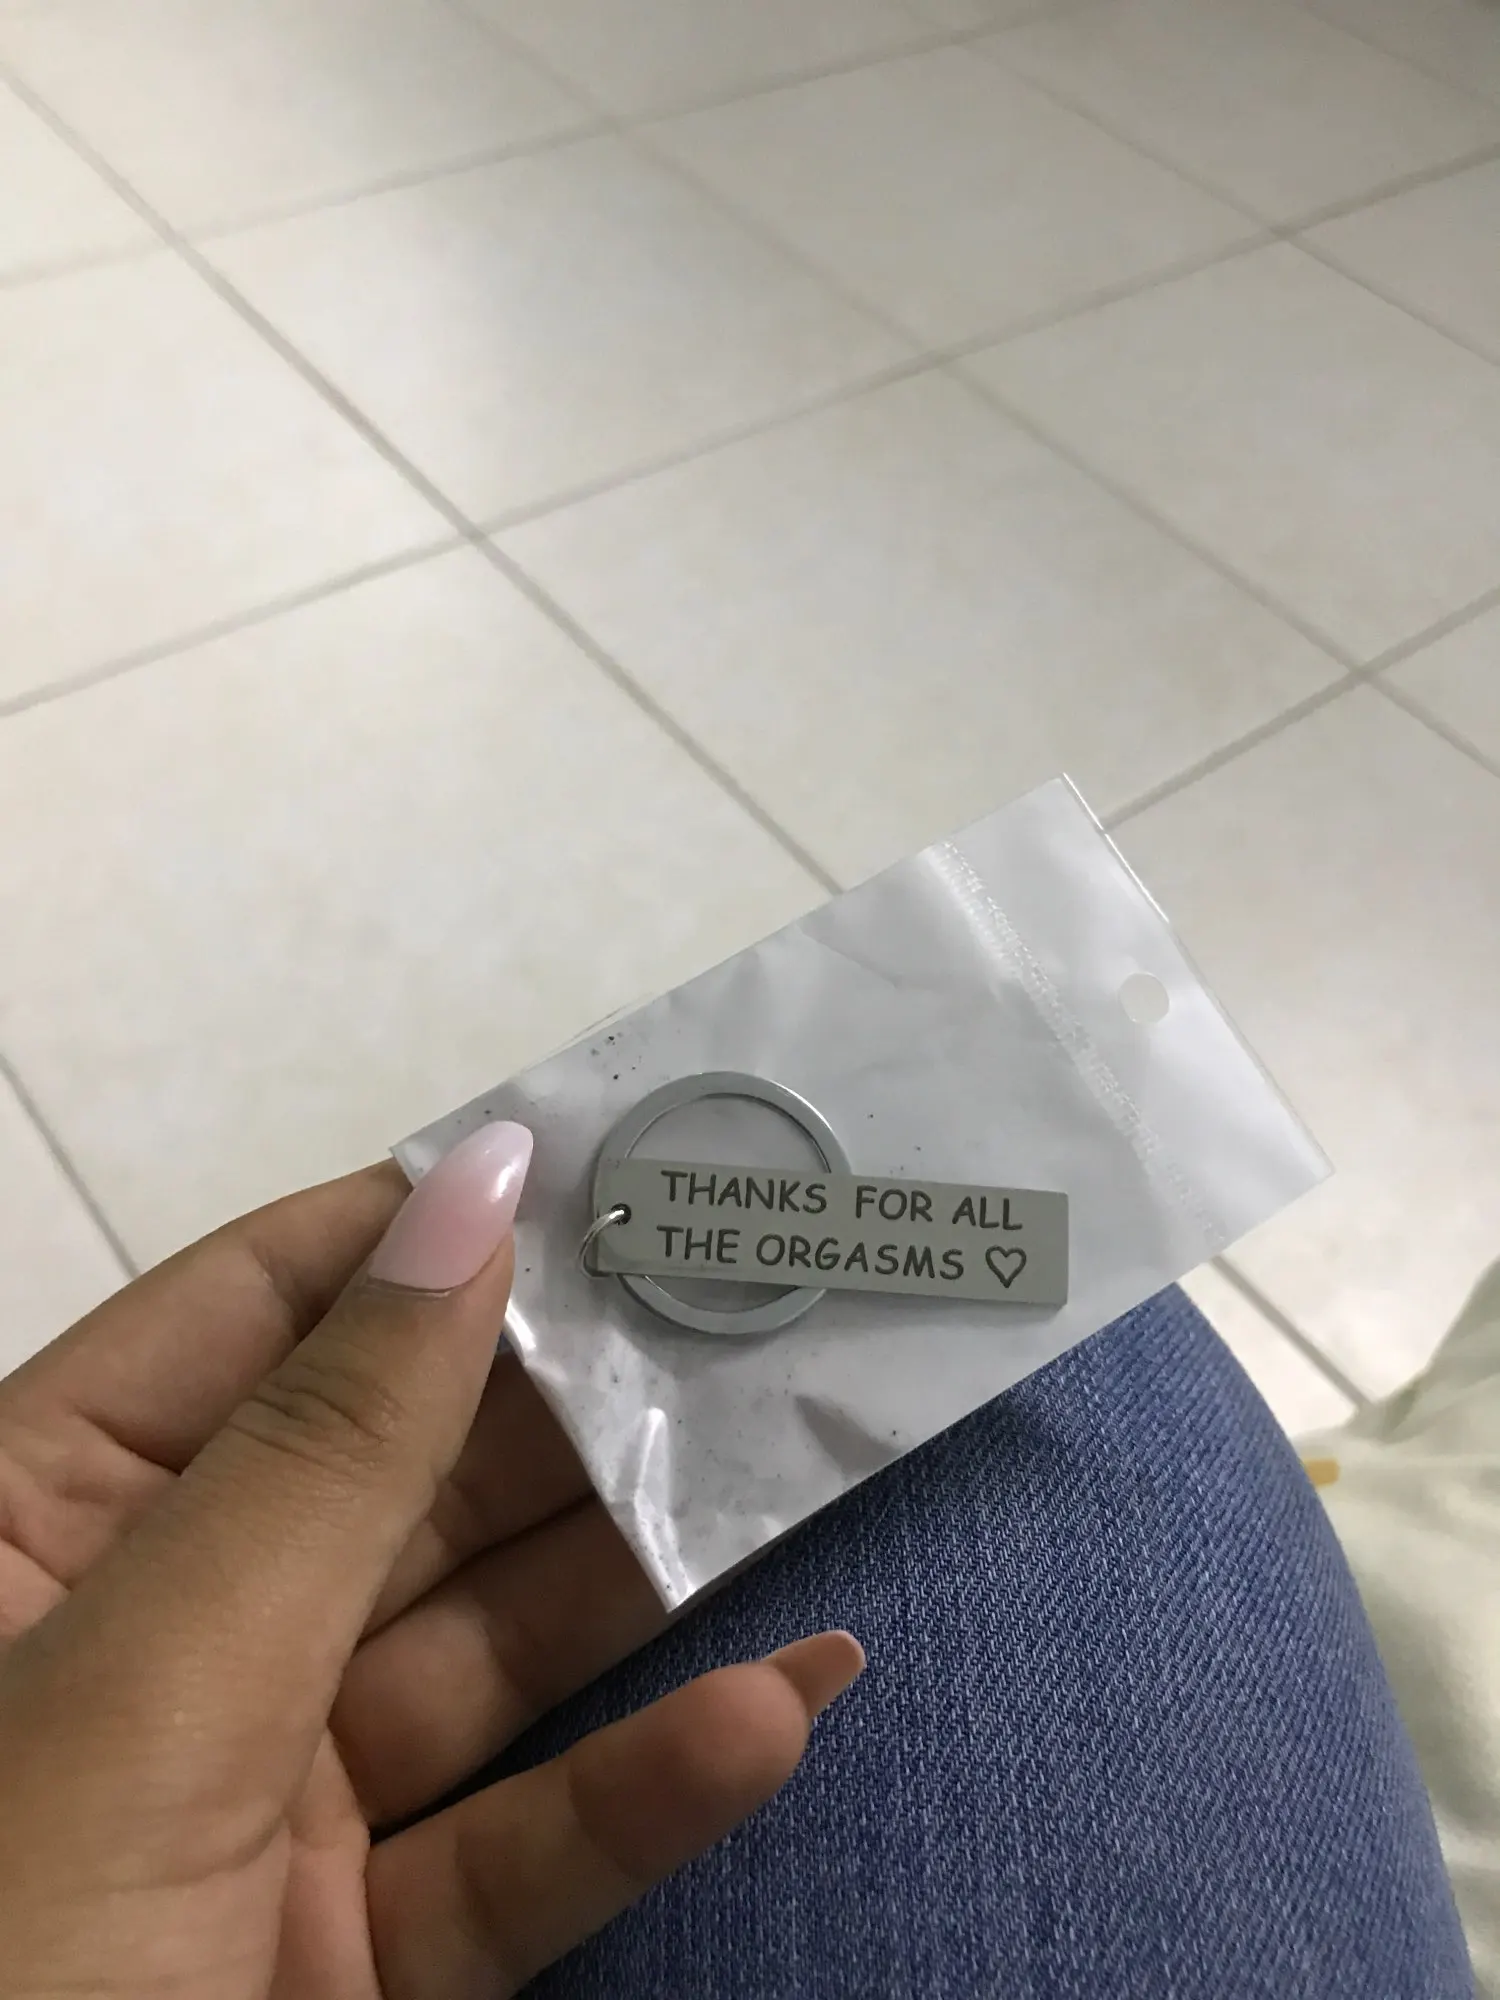 THANKS FOR ALL
THE ORGASMS ♡